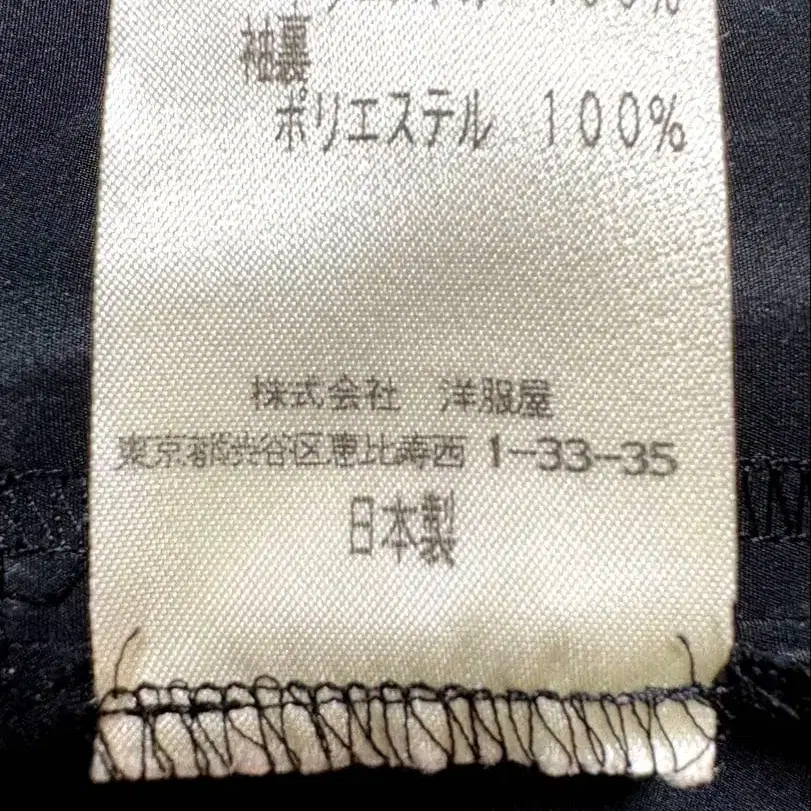 100%
袖裏
ポリエステル 100%
株式会社 洋服屋
東京都渋谷区恵比寿西 1-33-35
日本製